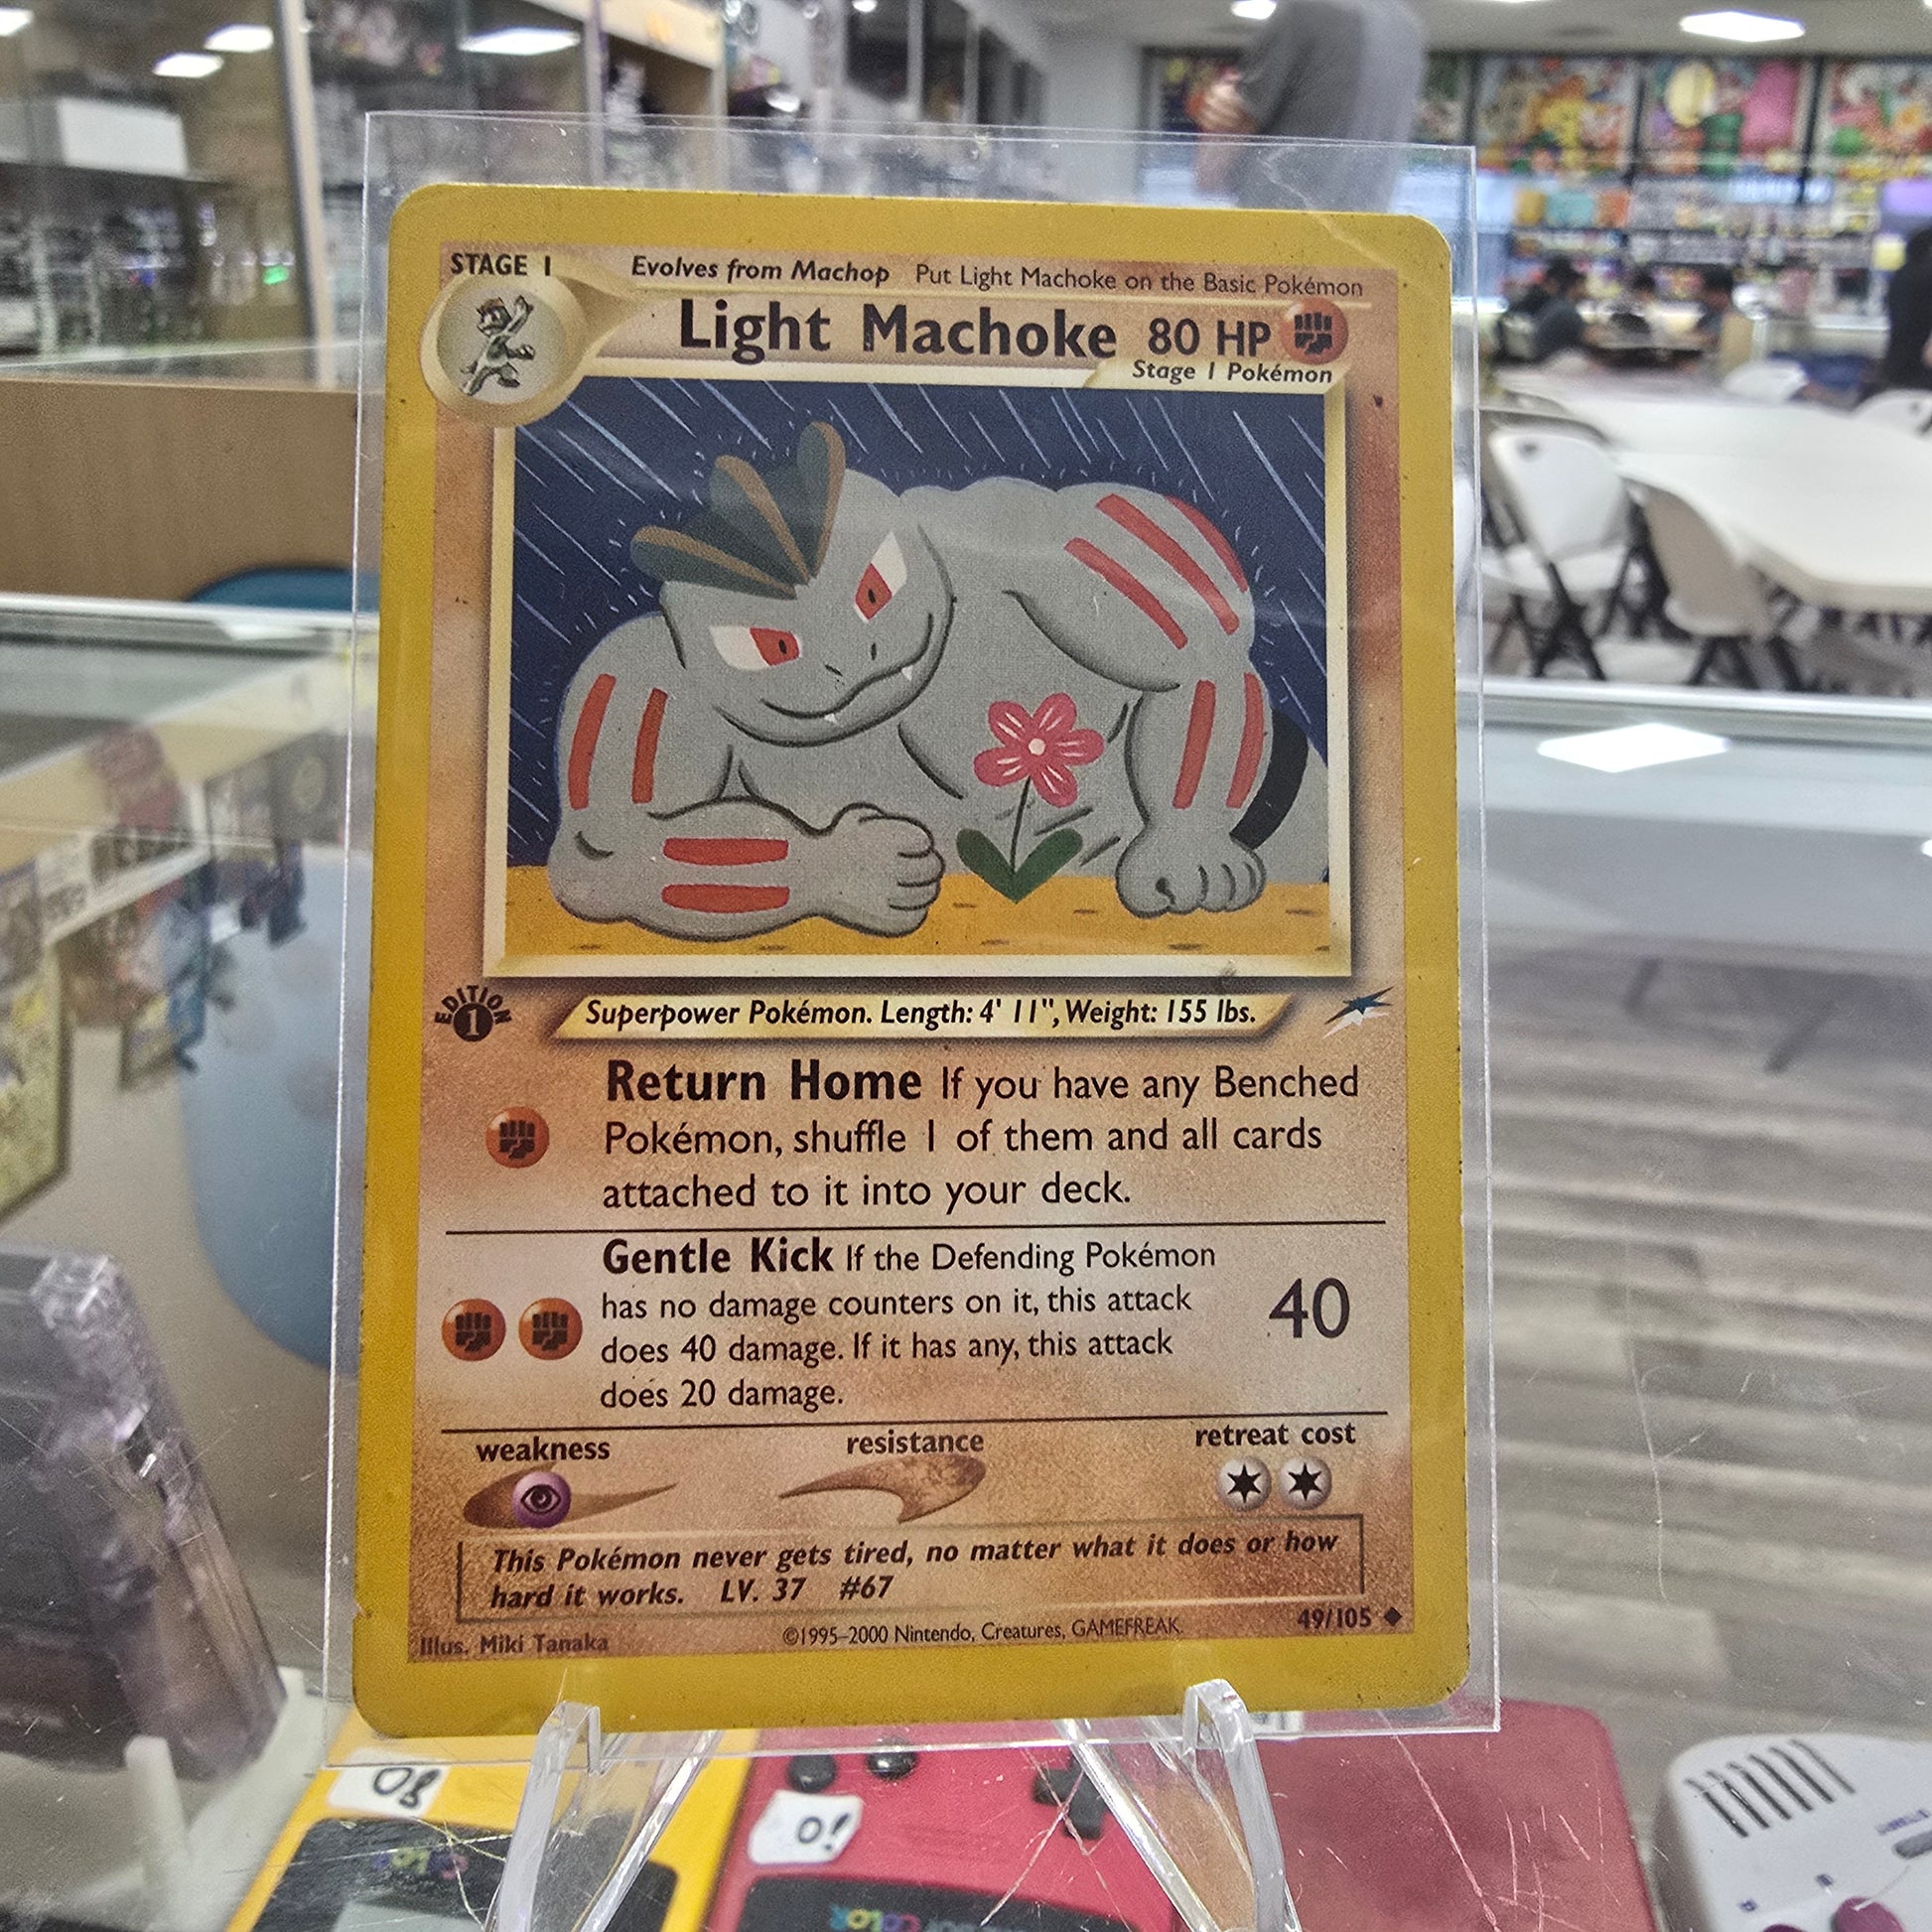 STAGE 1 Evolves from Machop Put Light Machoke on the Basic Pokémon
Light Machoke 80 HP
Stage 1 Pokémon
EDITION
1
Superpower Pokémon. Length: 4' 11", Weight: 155 lbs.
Return Home If you have any Benched
Pokémon, shuffle 1 of them and all cards
attached to it into your deck.
Gentle Kick If the Defending Pokémon
has no damage counters on it, this attack
does 40 damage. If it has any, this attack
does 20 damage.
40
weakness resistance retreat cost
This Pokémon never gets tired, no matter what it does or how
hard it works. LV. 37 #67
49/105
Illus. Miki Tanaka ©1995–2000 Nintendo, Creatures, GAMEFREAK.
COLOR
COLOR